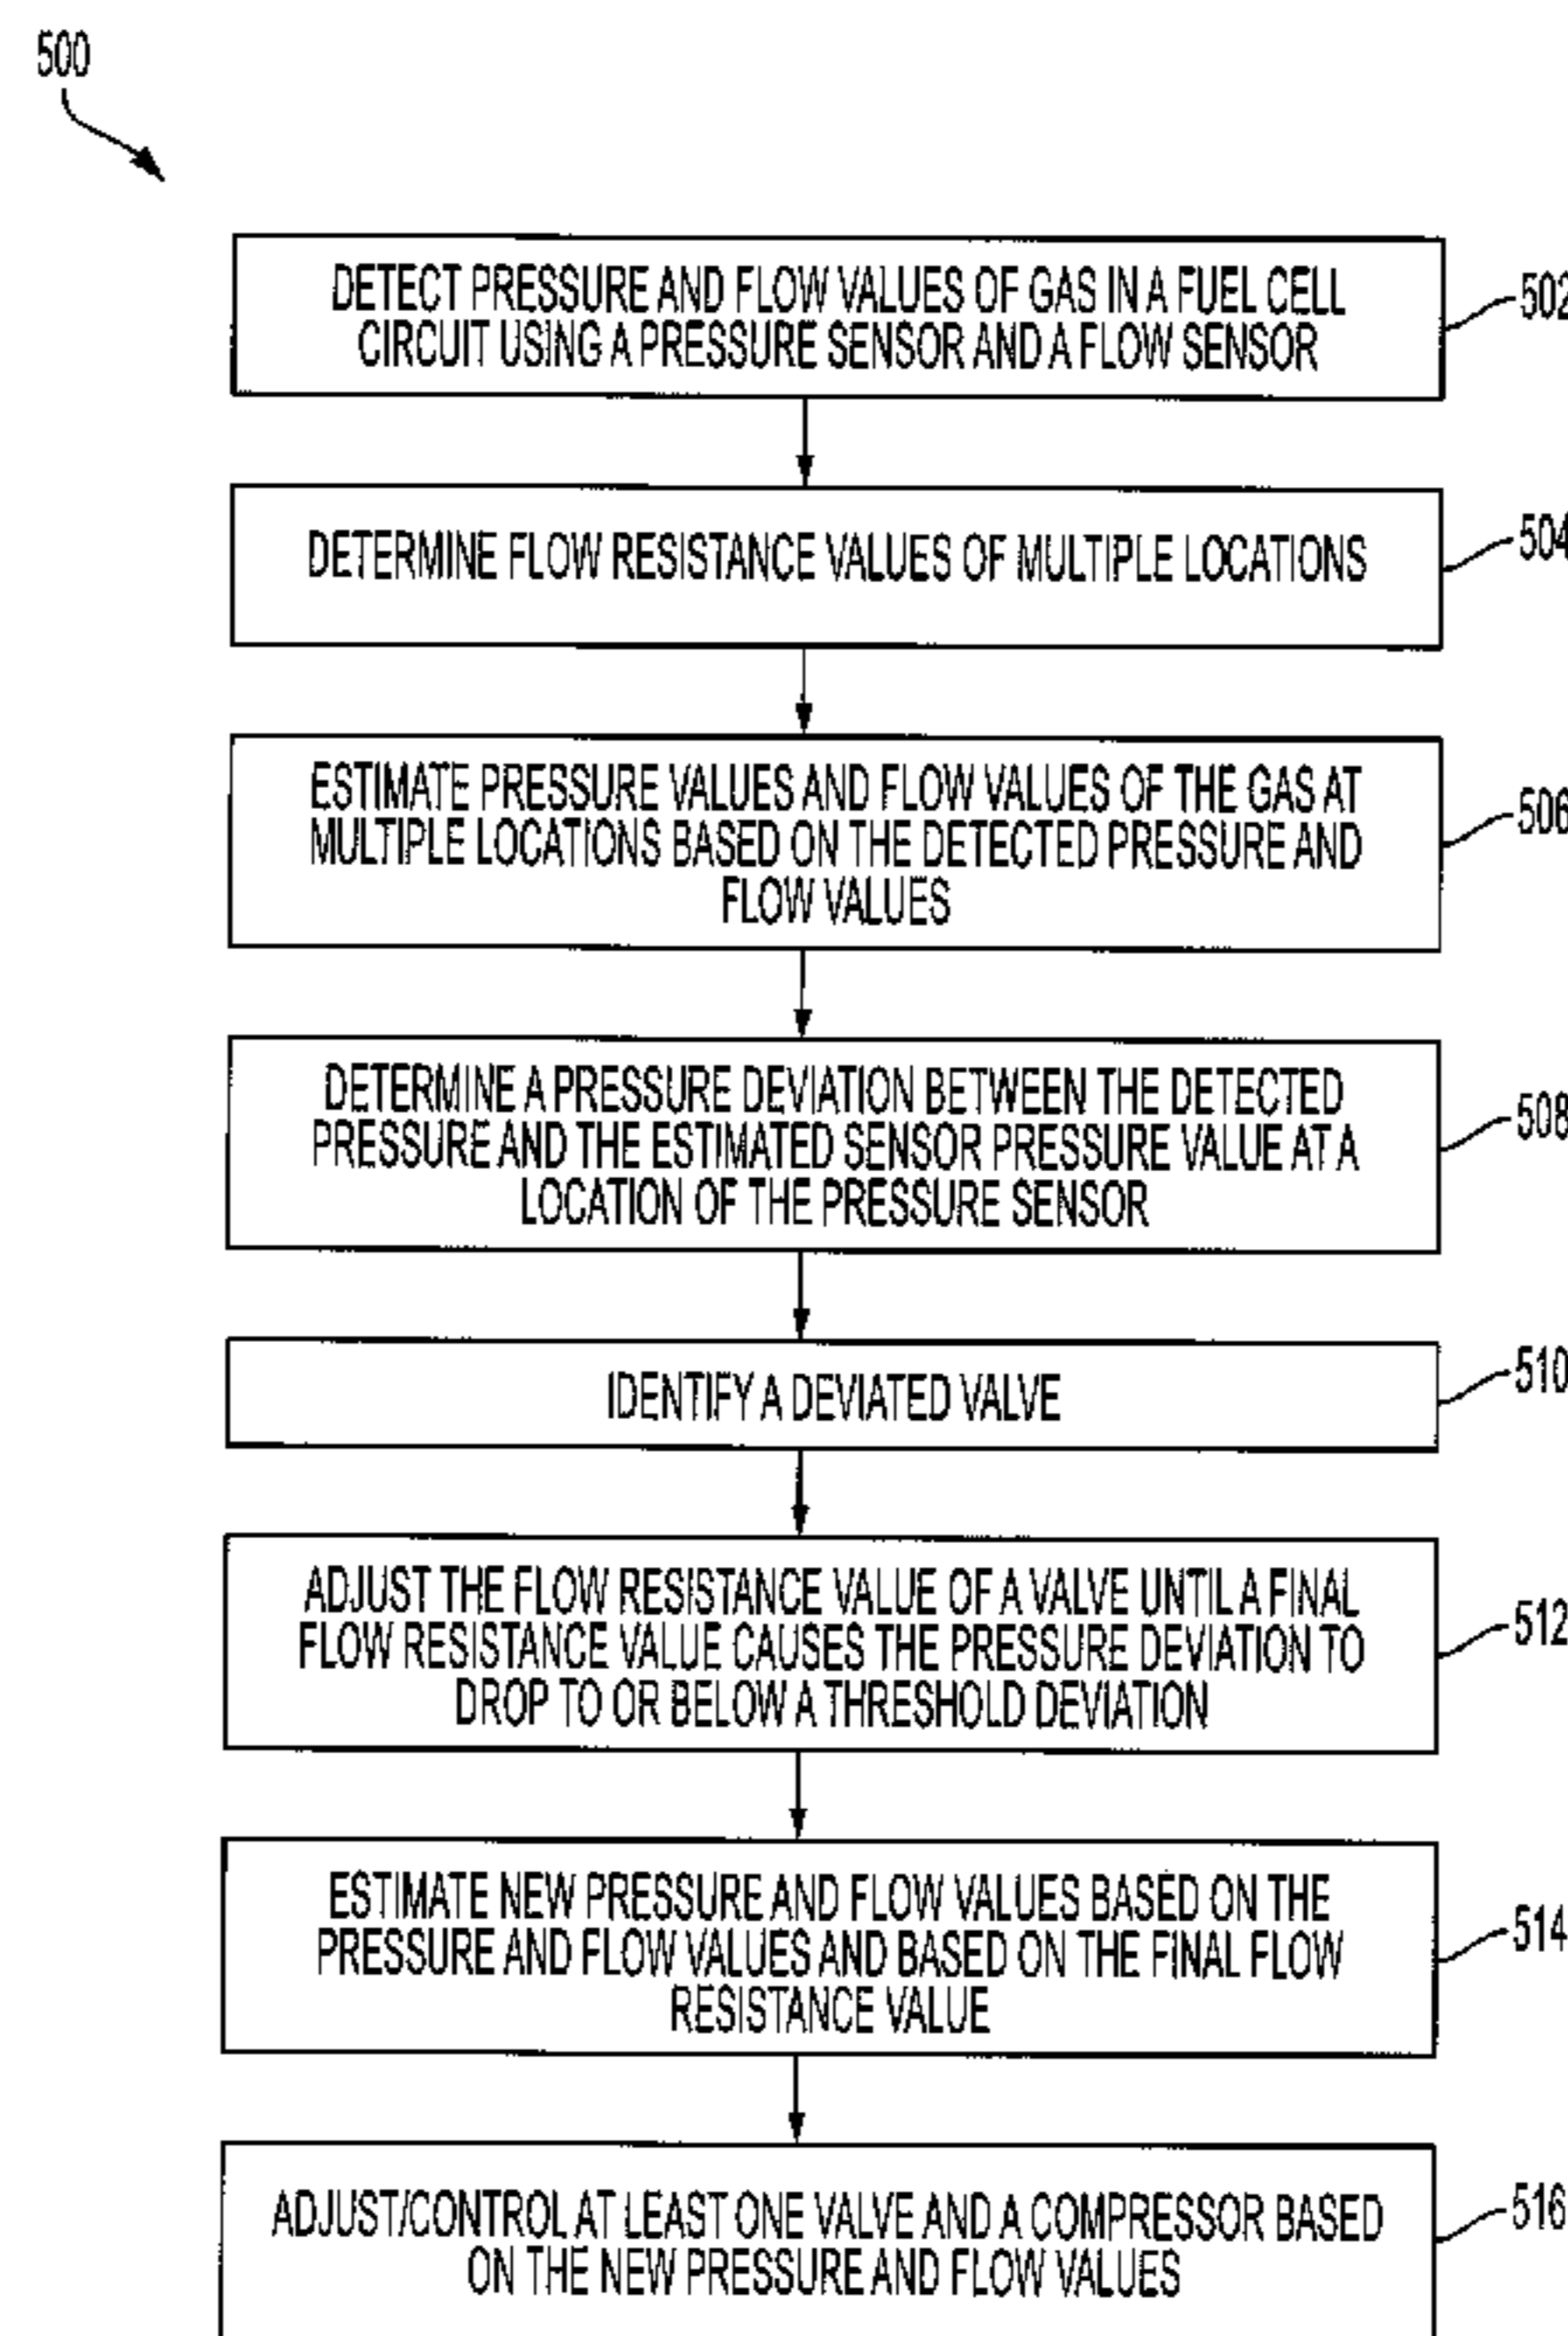 500
DETECT PRESSURE AND FLOW VALUES OF GAS IN A FUEL CELL
CIRCUIT USING A PRESSURE SENSOR AND A FLOW SENSOR
502
DETERMINE FLOW RESISTANCE VALUES OF MULTIPLE LOCATIONS
504
ESTIMATE PRESSURE VALUES AND FLOW VALUES OF THE GAS AT
MULTIPLE LOCATIONS BASED ON THE DETECTED PRESSURE AND
FLOW VALUES
506
DETERMINE A PRESSURE DEVIATION BETWEEN THE DETECTED
PRESSURE AND THE ESTIMATED SENSOR PRESSURE VALUE AT A
LOCATION OF THE PRESSURE SENSOR
508
IDENTIFY A DEVIATED VALVE
510
ADJUST THE FLOW RESISTANCE VALUE OF A VALVE UNTIL A FINAL
FLOW RESISTANCE VALUE CAUSES THE PRESSURE DEVIATION TO
DROP TO OR BELOW A THRESHOLD DEVIATION
512
ESTIMATE NEW PRESSURE AND FLOW VALUES BASED ON THE
PRESSURE AND FLOW VALUES AND BASED ON THE FINAL FLOW
RESISTANCE VALUE
514
ADJUST/CONTROL AT LEAST ONE VALVE AND A COMPRESSOR BASED
ON THE NEW PRESSURE AND FLOW VALUES
516